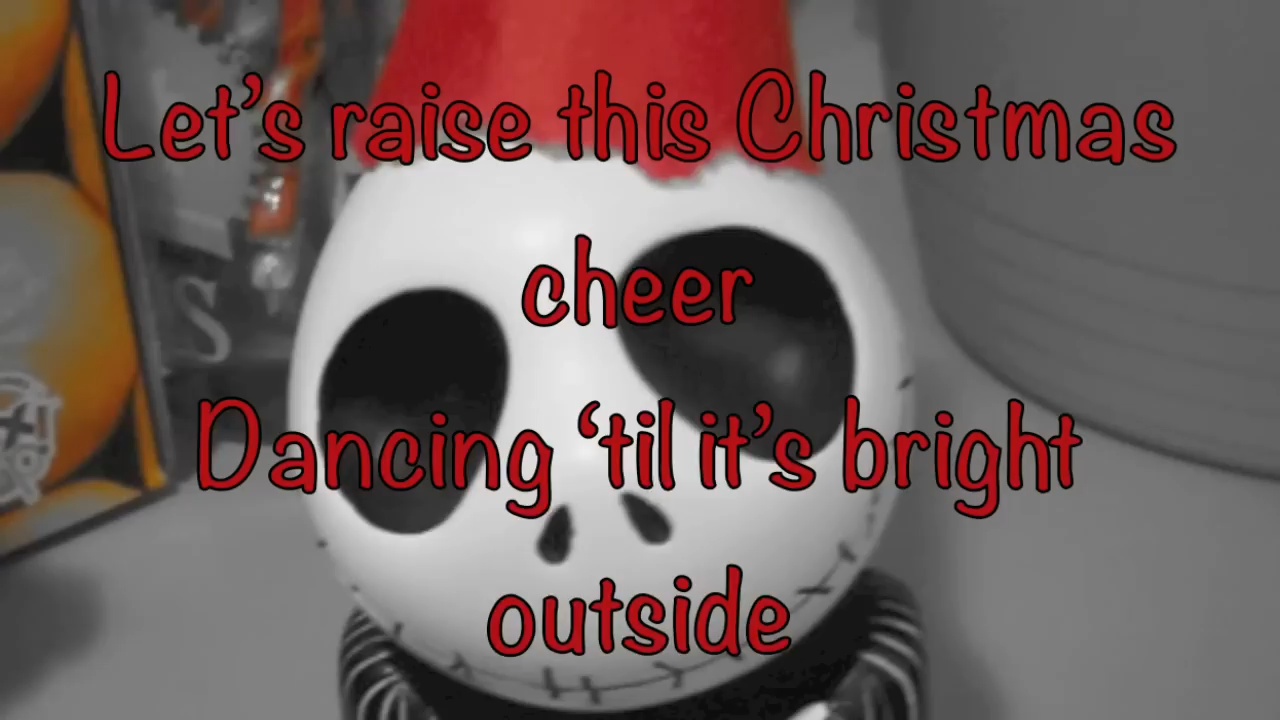 Let’s raise this Christmas
cheer
Dancing ‘til it’s bright
outside